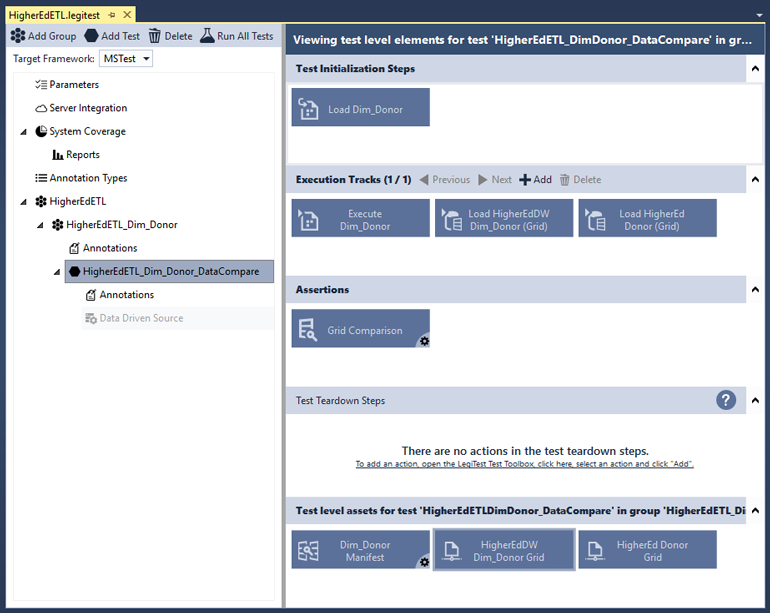 HigherEdETL.legitest
Add Group Add Test Delete Run All Tests
Target Framework: MSTest
Parameters
Server Integration
System Coverage
Reports
Annotation Types
HigherEdETL
HigherEdETL_Dim_Donor
Annotations
HigherEdETL_Dim_Donor_DataCompare
Annotations
Data Driven Source
Viewing test level elements for test 'HigherEdETL_DimDonor_DataCompare' in gr...
Test Initialization Steps
Load Dim_Donor
Execution Tracks (1 / 1) Previous Next Add Delete
Execute
Dim_Donor
Load HigherEdDW
Dim_Donor (Grid)
Load HigherEd
Donor (Grid)
Assertions
Grid Comparison
Test Teardown Steps ?
There are no actions in the test teardown steps.
To add an action, open the LegiTest Test Toolbox, click here, select an action and click "Add".
Test level assets for test 'HigherEdETLDimDonor_DataCompare' in group 'HigherEdETL_Di
Dim_Donor
Manifest
HigherEdDW
Dim_Donor Grid
HigherEd Donor
Grid